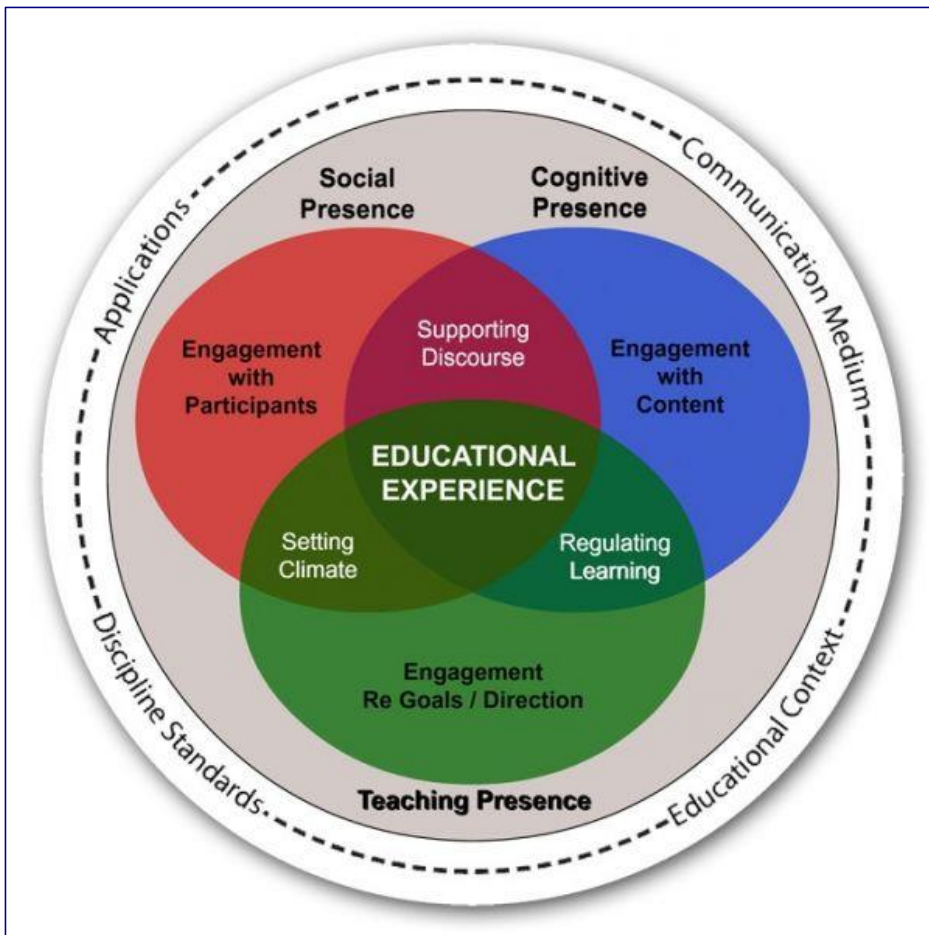 Social
Presence
Cognitive
Presence
Applications
Communication Medium
Engagement
with
Participants
Supporting
Discourse
Engagement
with
Content
EDUCATIONAL
EXPERIENCE
Setting
Climate
Regulating
Learning
Engagement
Re Goals / Direction
Teaching Presence
Discipline Standards
Educational Context